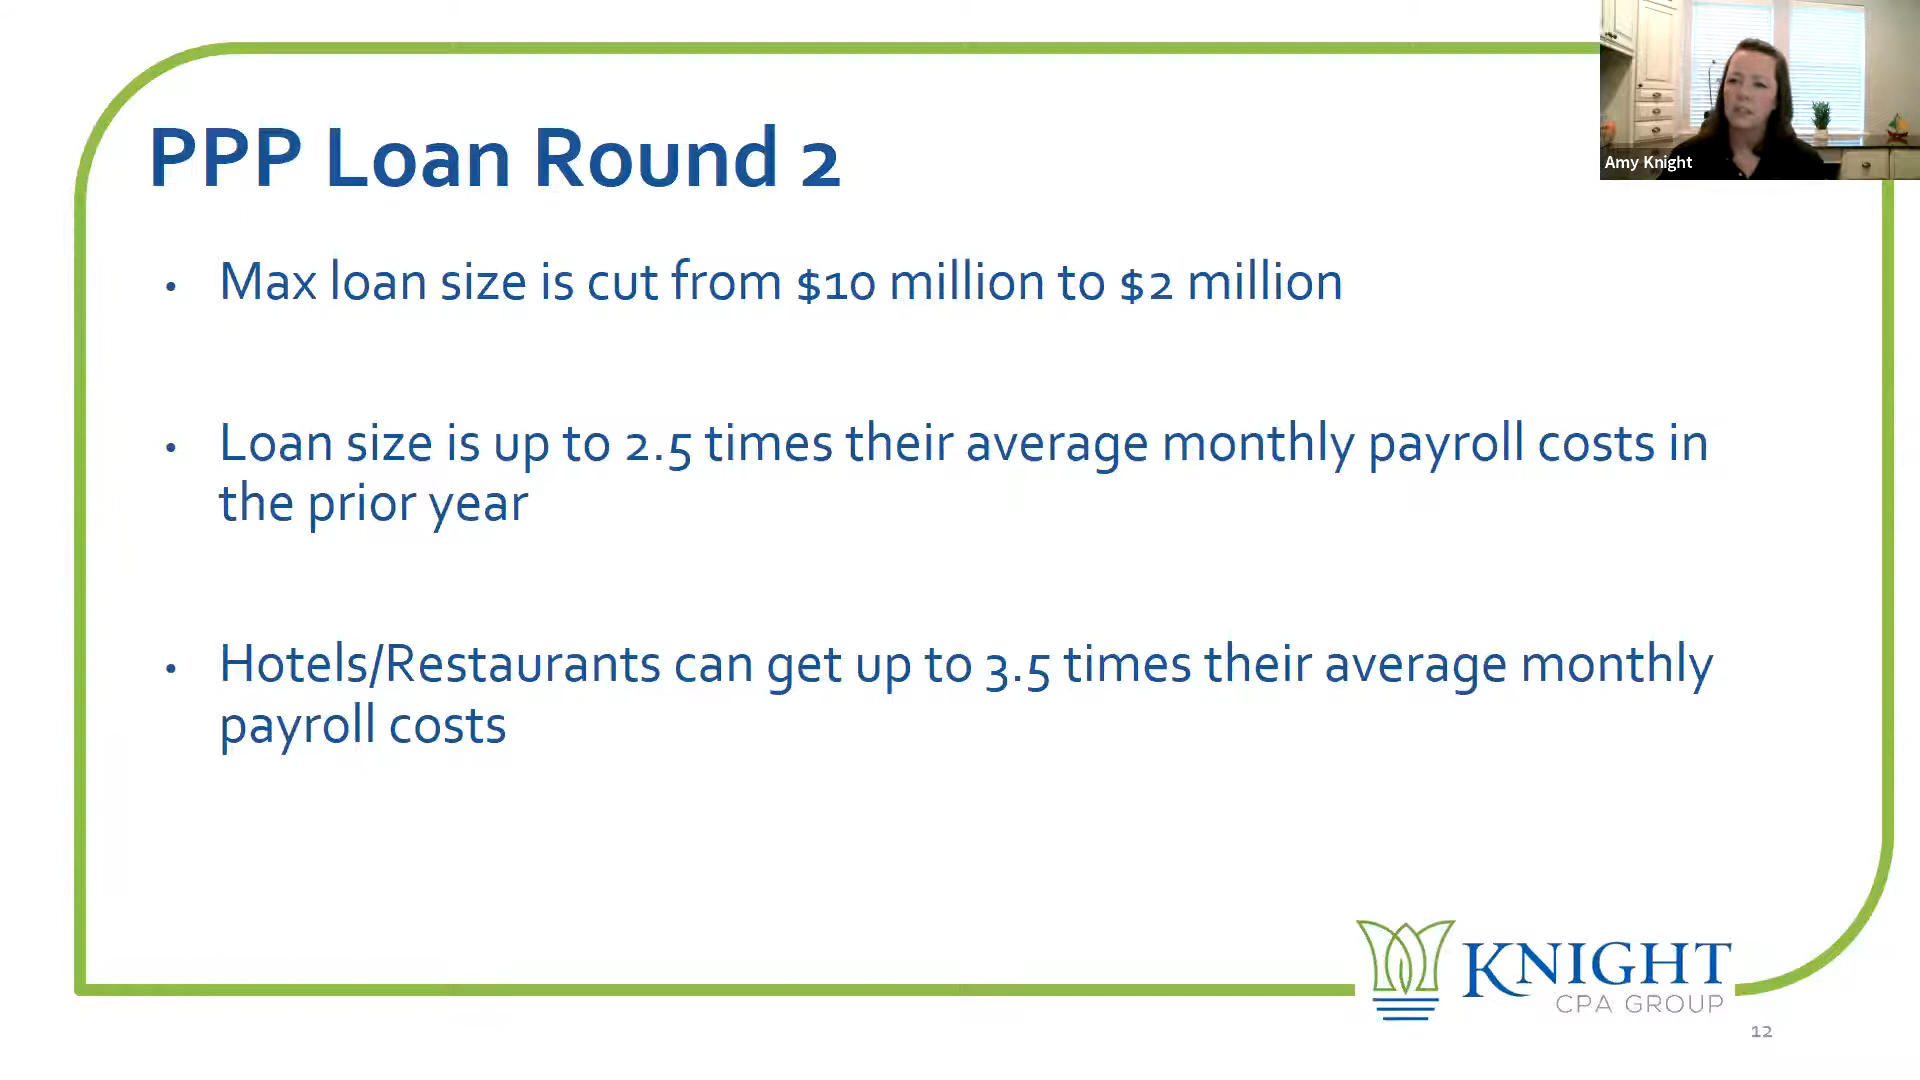 PPP Loan Round 2
Amy Knight
• Max loan size is cut from $10 million to $2 million
• Loan size is up to 2.5 times their average monthly payroll costs in
the prior year
• Hotels/Restaurants can get up to 3.5 times their average monthly
payroll costs
KNIGHT
CPA GROUP
12